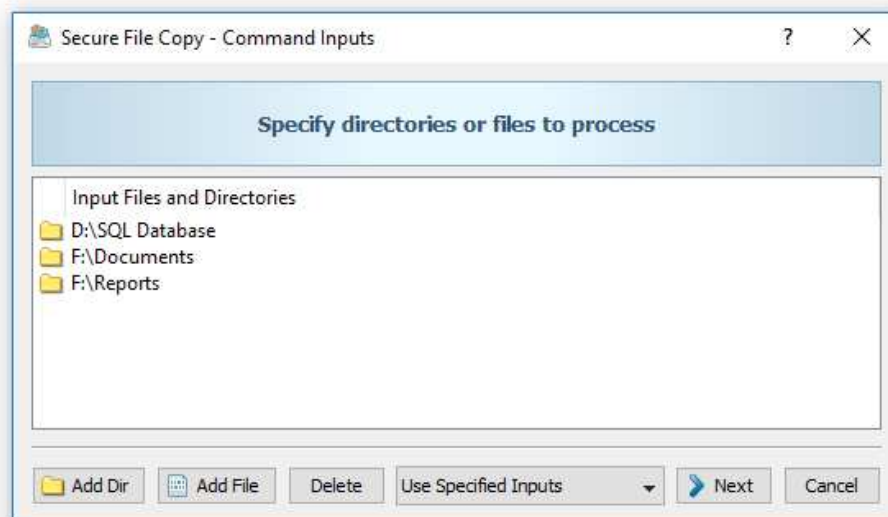 Secure File Copy - Command Inputs ?
Specify directories or files to process
Input Files and Directories
D:\SQL Database
F:\Documents
F:\Reports
Add Dir Add File Delete Use Specified Inputs Next Cancel